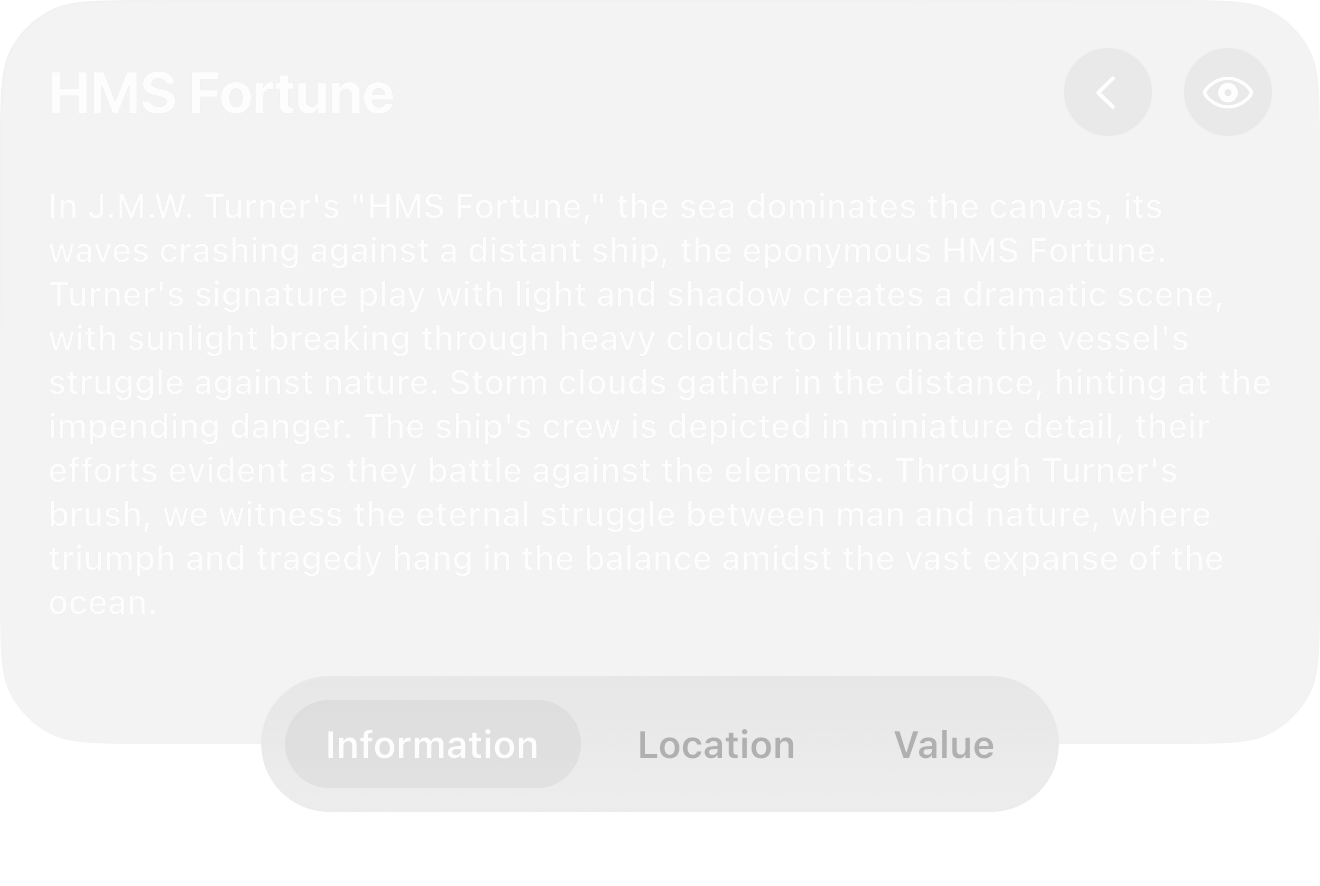 HMS Fortune
In J.M.W. Turner's "HMS Fortune," the sea dominates the canvas, its
waves crashing against a distant ship, the eponymous HMS Fortune.
Turner's signature play with light and shadow creates a dramatic scene,
with sunlight breaking through heavy clouds to illuminate the vessel's
struggle against nature. Storm clouds gather in the distance, hinting at the
impending danger. The ship's crew is depicted in miniature detail, their
efforts evident as they battle against the elements. Through Turner's
brush, we witness the eternal struggle between man and nature, where
triumph and tragedy hang in the balance amidst the vast expanse of the
ocean.
Information Location Value